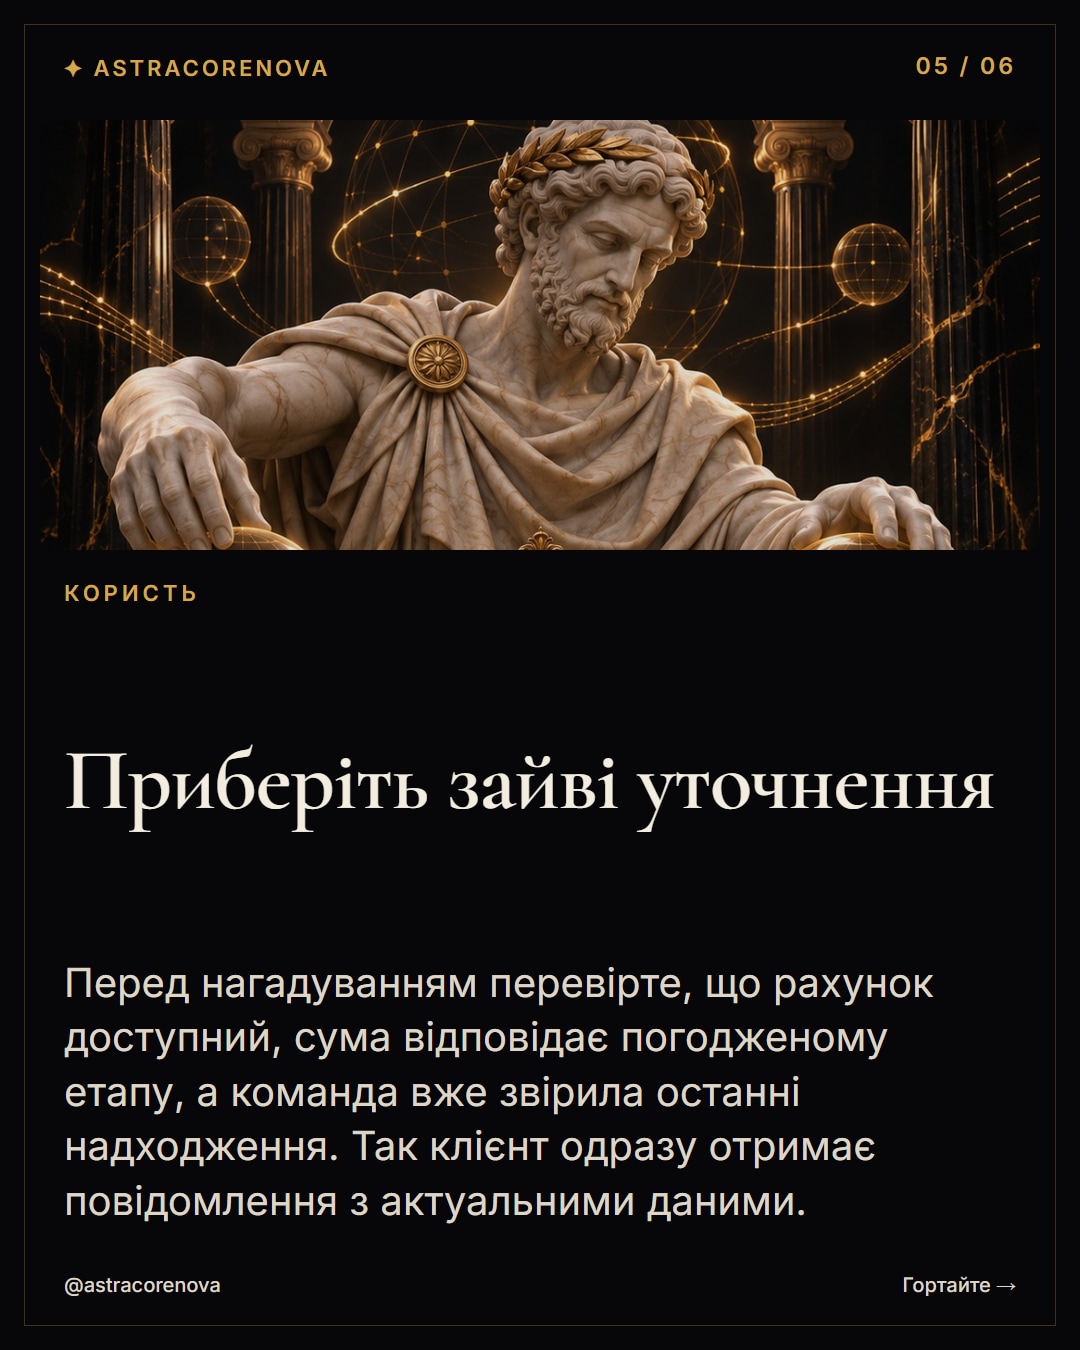 ✦ ASTRACORENOVA
05 / 06
КОРИСТЬ
Приберіть зайві уточнення
Перед нагадуванням перевірте, що рахунок
доступний, сума відповідає погодженому
етапу, а команда вже звірила останні
надходження. Так клієнт одразу отримає
повідомлення з актуальними даними.
@astracorenova
Гортайте →